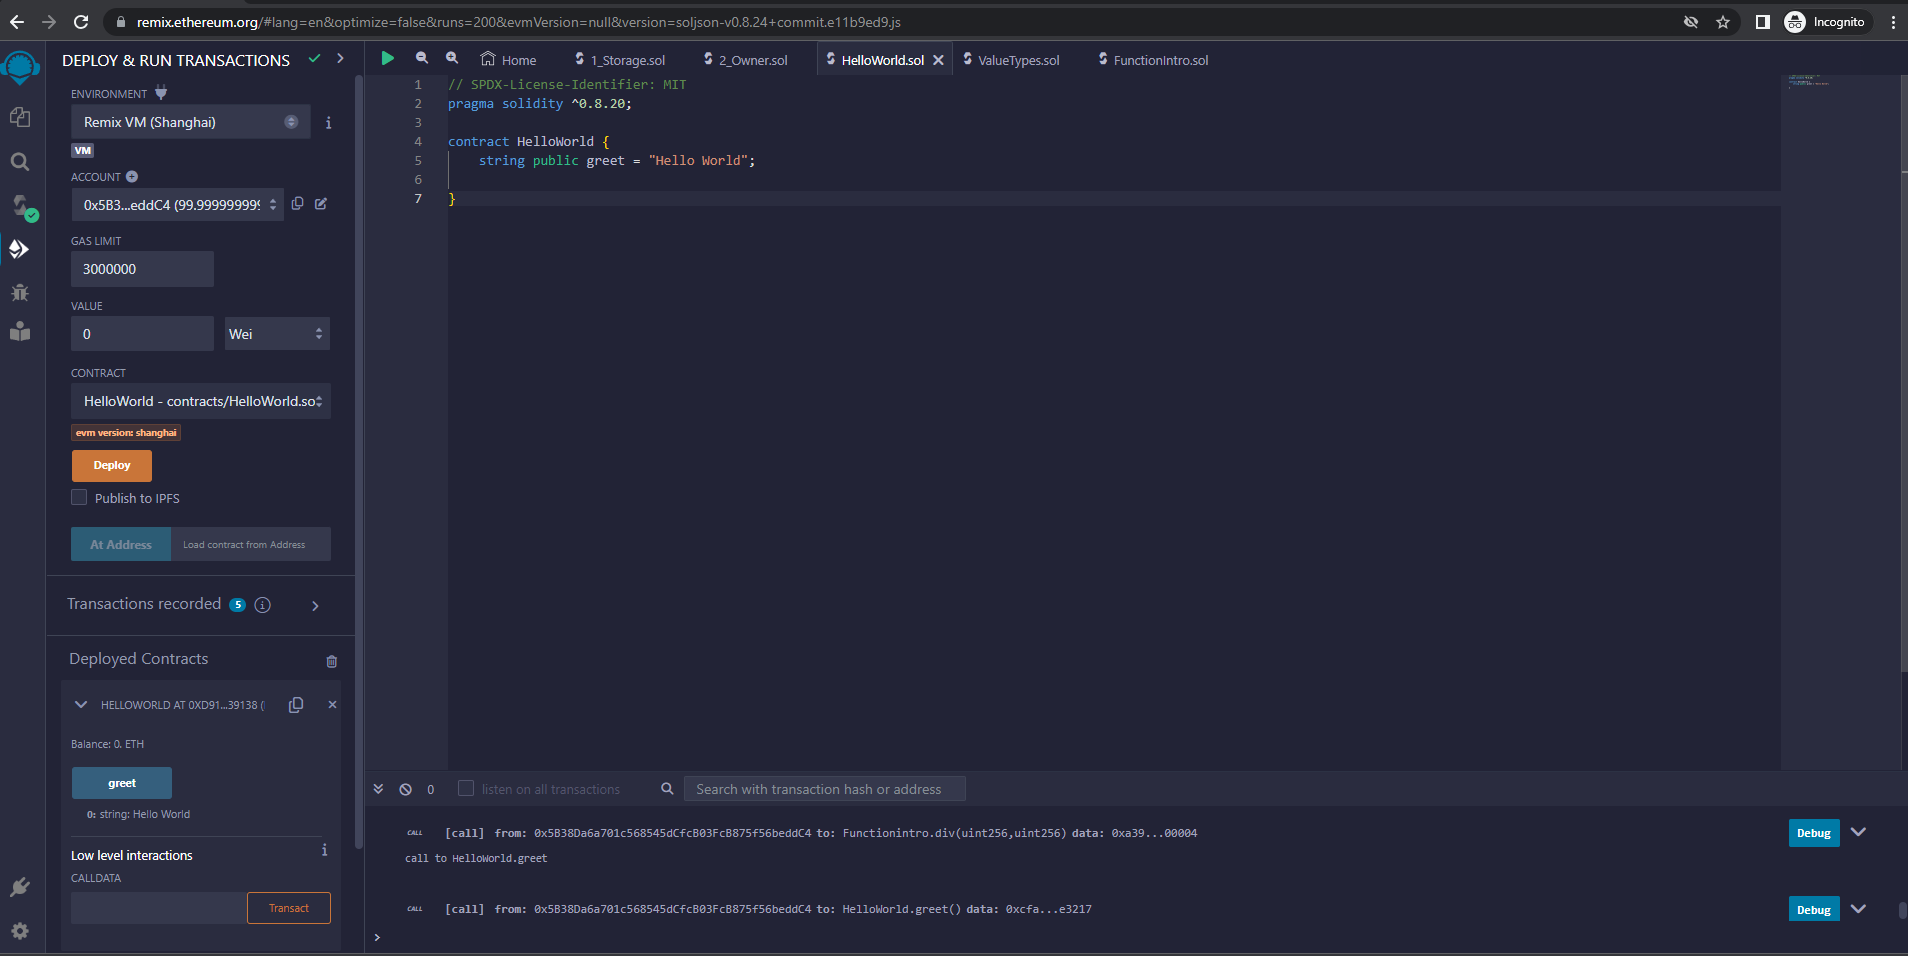 remix.ethereum.org/#lang=en&optimize=false&runs=200&evmVersion=null&version=soljson-v0.8.24+commit.e11b9ed9.js
Incognito
DEPLOY & RUN TRANSACTIONS
ENVIRONMENT
Remix VM (Shanghai)
VM
ACCOUNT
0x5B3...eddC4 (99.999999999
GAS LIMIT
3000000
VALUE
0
Wei
CONTRACT
HelloWorld - contracts/HelloWorld.so
evm version: shanghai
Deploy
Publish to IPFS
At Address
Load contract from Address
Transactions recorded 5
Deployed Contracts
HELLOWORLD AT 0XD91...39138 (
Balance: 0. ETH
greet
0: string: Hello World
Low level interactions
CALLDATA
Transact
Home
1_Storage.sol
2_Owner.sol
HelloWorld.sol
ValueTypes.sol
FunctionIntro.sol
1 // SPDX-License-Identifier: MIT
2 pragma solidity ^0.8.20;
3
4 contract HelloWorld {
5 string public greet = "Hello World";
6
7 }
0
listen on all transactions
Search with transaction hash or address
CALL [call] from: 0x5B38Da6a701c568545dCfcB03FcB875f56beddC4 to: Functionintro.div(uint256,uint256) data: 0xa39...00004
Debug
call to HelloWorld.greet
CALL [call] from: 0x5B38Da6a701c568545dCfcB03FcB875f56beddC4 to: HelloWorld.greet() data: 0xcfa...e3217
Debug
>